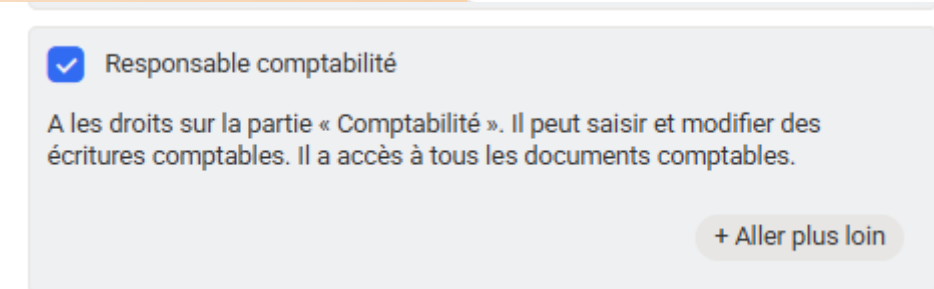 Responsable comptabilité
A les droits sur la partie « Comptabilité ». Il peut saisir et modifier des
écritures comptables. Il a accès à tous les documents comptables.
+ Aller plus loin